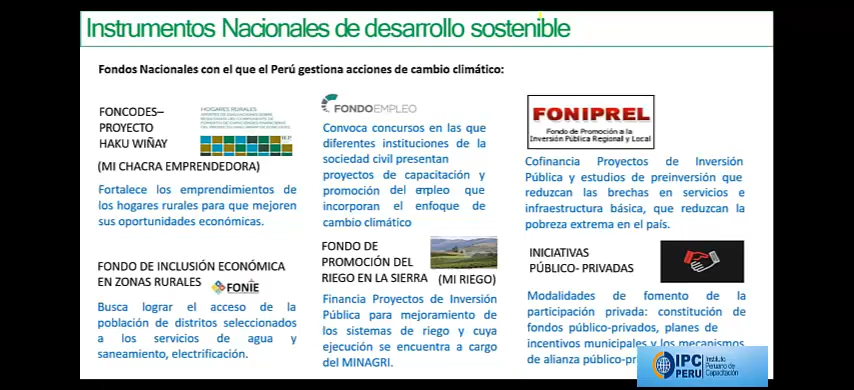 Instrumentos Nacionales de desarrollo sostenible
Fondos Nacionales con el que el Perú gestiona acciones de cambio climático:
FONCODES–
PROYECTO
HAKU WIÑAY
HOGARES RURALES
(MI CHACRA EMPRENDEDORA)
Fortalece los emprendimientos de
los hogares rurales para que mejoren
sus oportunidades económicas.
FONDOEMPLEO
Convoca concursos en las que
diferentes instituciones de la
sociedad civil presentan
proyectos de capacitación y
promoción del empleo que
incorporan el enfoque de
cambio climático
FONIPREL
Fondo de Promoción a la
Inversión Pública Regional y Local
Cofinancia Proyectos de Inversión
Pública y estudios de preinversión que
reduzcan las brechas en servicios e
infraestructura básica, que reduzcan la
pobreza extrema en el país.
FONDO DE INCLUSIÓN ECONÓMICA
EN ZONAS RURALES
FONIE
Busca lograr el acceso de la
población de distritos seleccionados
a los servicios de agua y
saneamiento, electrificación.
FONDO DE
PROMOCIÓN DEL
RIEGO EN LA SIERRA (MI RIEGO)
Financia Proyectos de Inversión
Pública para mejoramiento de
los sistemas de riego y cuya
ejecución se encuentra a cargo
del MINAGRI.
INICIATIVAS
PÚBLICO- PRIVADAS
Modalidades de fomento de la
participación privada: constitución de
fondos público-privados, planes de
incentivos municipales y los mecanismos
de alianza público-pr
IPC
PERÚ
Instituto
Peruano de
Capacitación